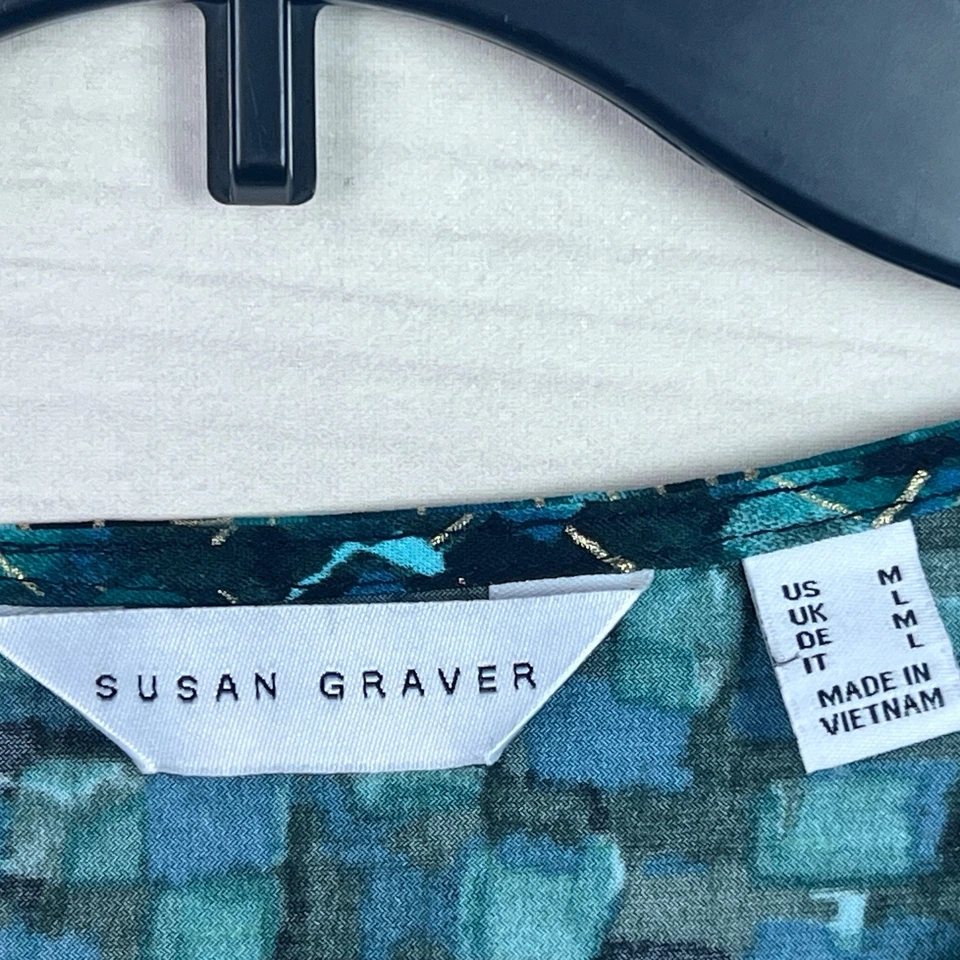 SUSAN GRAVER
US M
UK L
DE M
IT L
MADE IN
VIETNAM